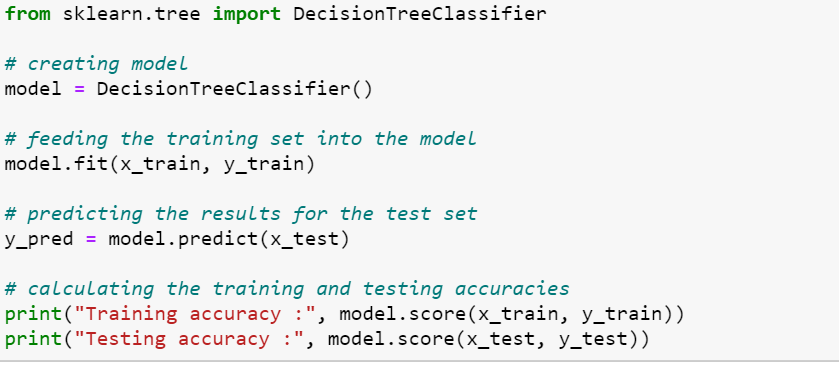 from sklearn.tree import DecisionTreeClassifier
# creating model
model = DecisionTreeClassifier()
# feeding the training set into the model
model.fit(x_train, y_train)
# predicting the results for the test set
y_pred = model.predict(x_test)
# calculating the training and testing accuracies
print("Training accuracy :", model.score(x_train, y_train))
print("Testing accuracy :", model.score(x_test, y_test))